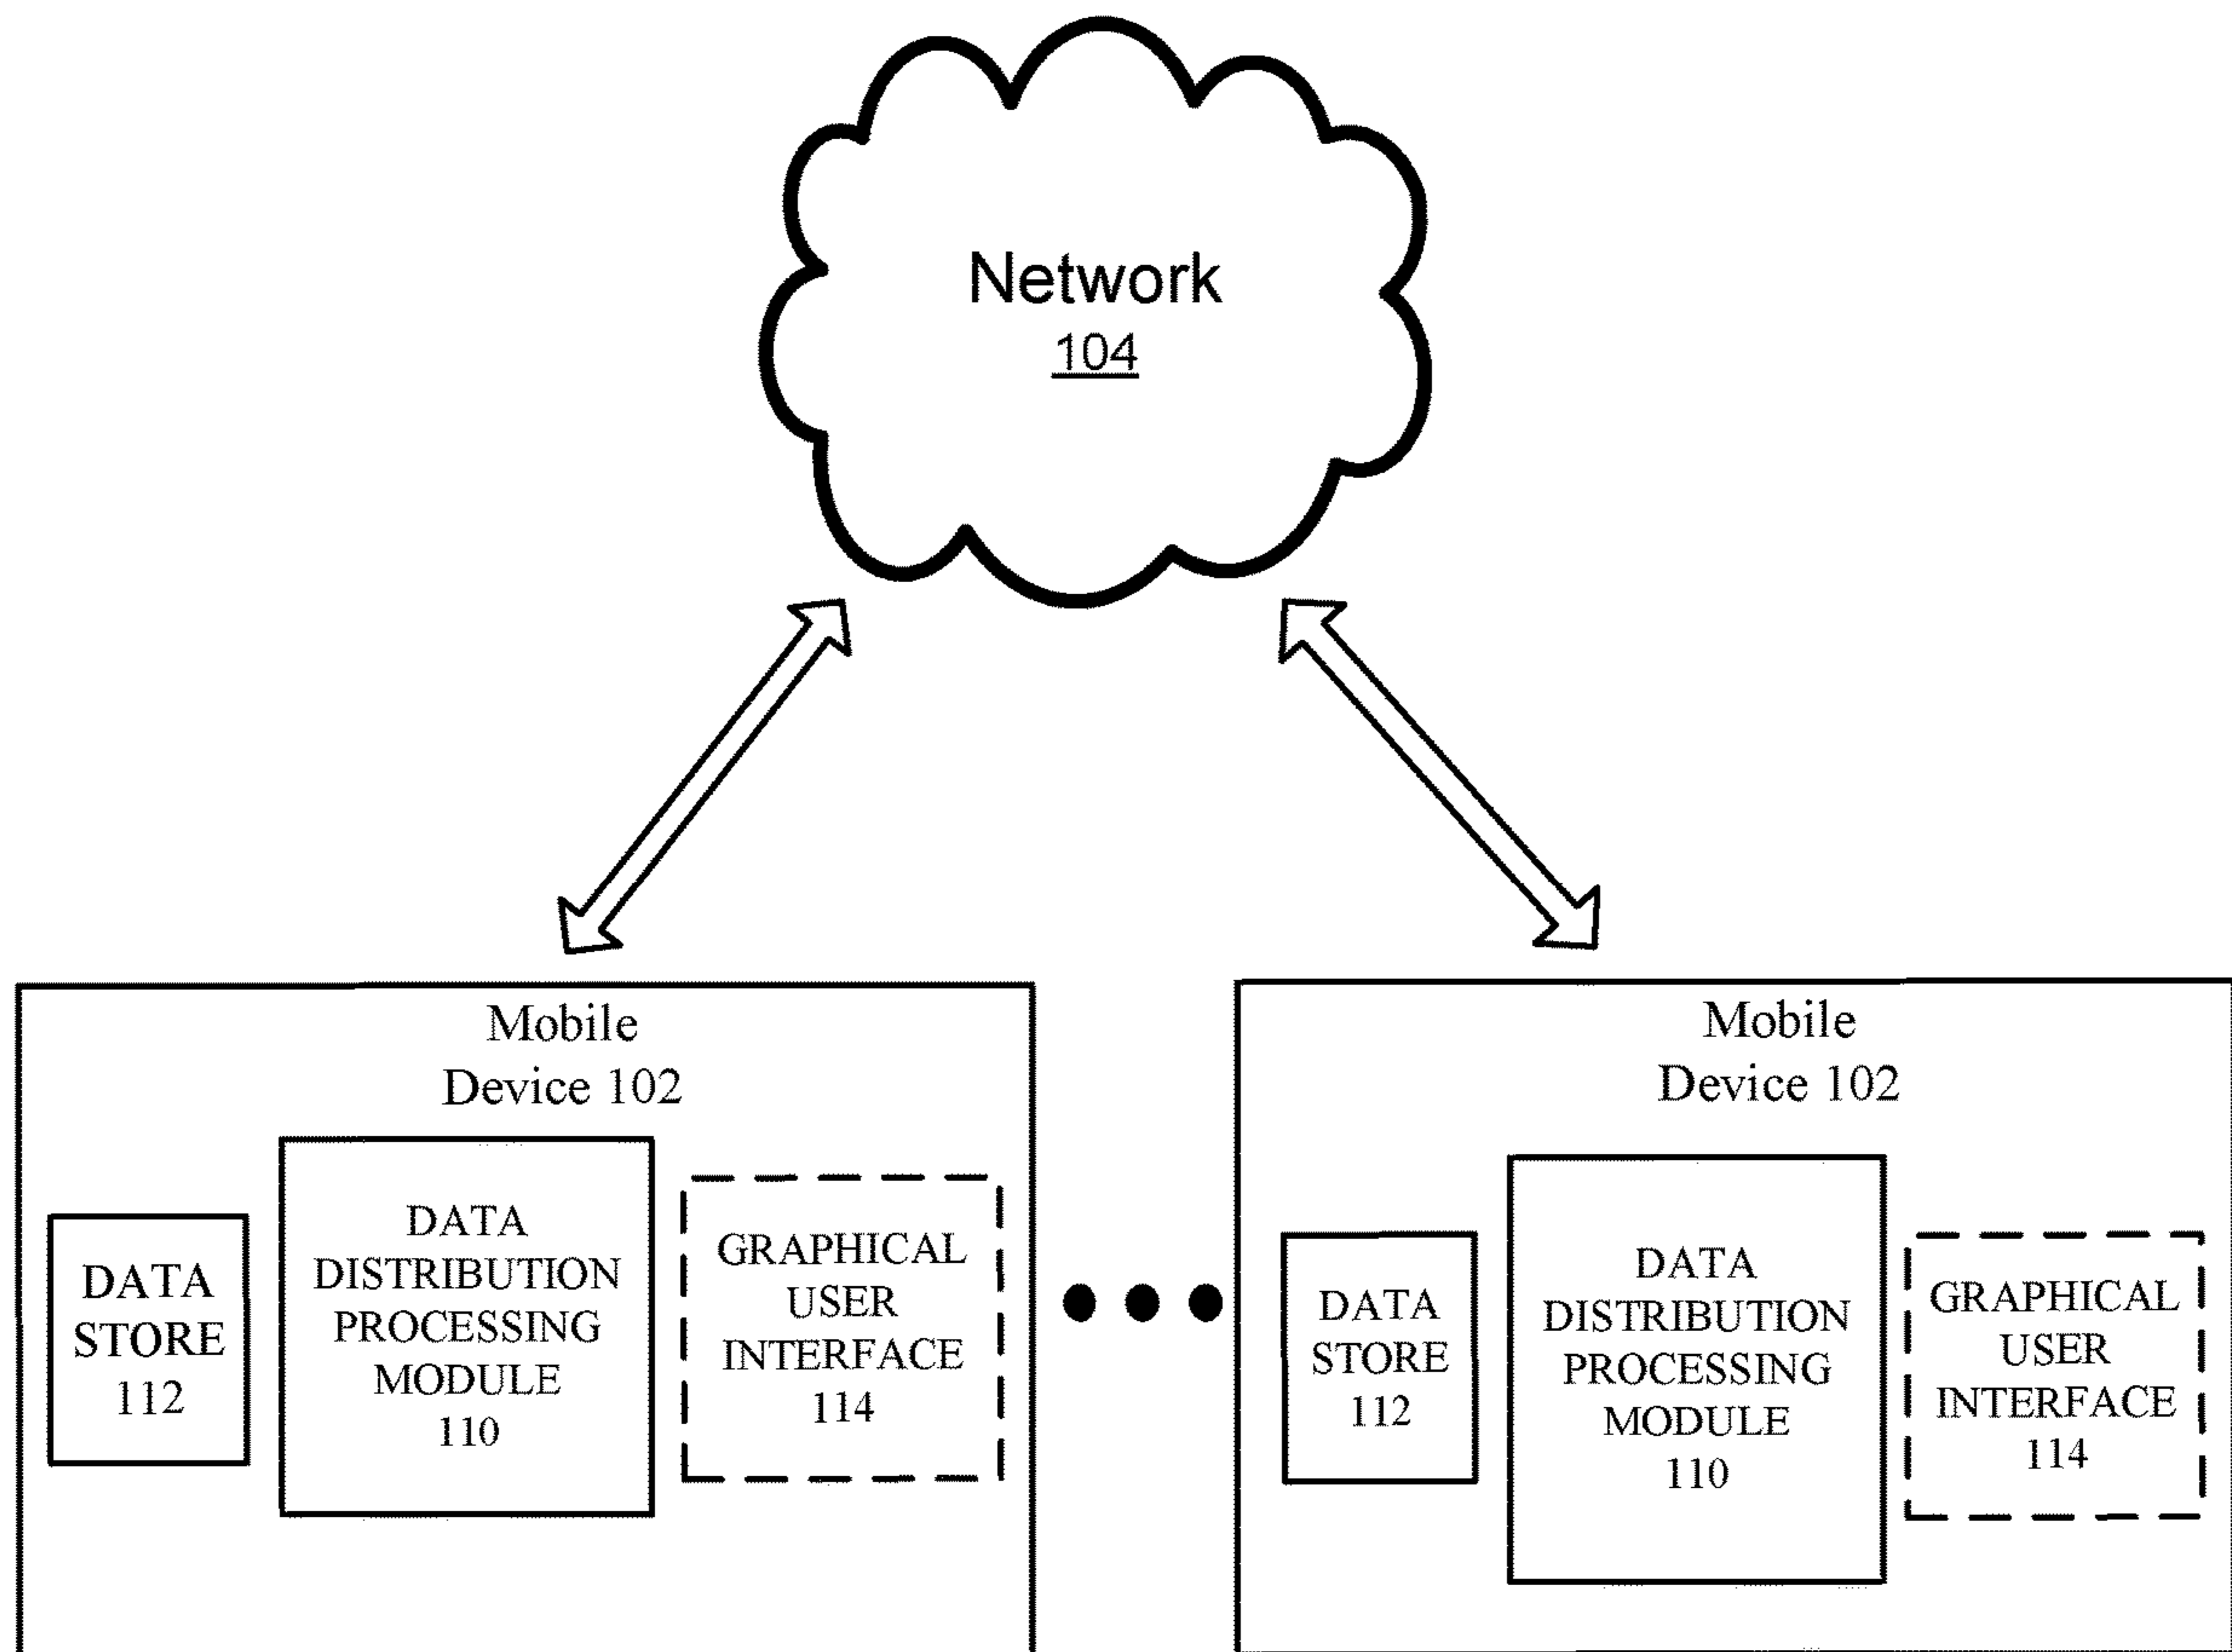 Network
104
Mobile
Device 102
DATA
STORE
112
DATA
DISTRIBUTION
PROCESSING
MODULE
110
GRAPHICAL
USER
INTERFACE
114
Mobile
Device 102
DATA
STORE
112
DATA
DISTRIBUTION
PROCESSING
MODULE
110
GRAPHICAL
USER
INTERFACE
114